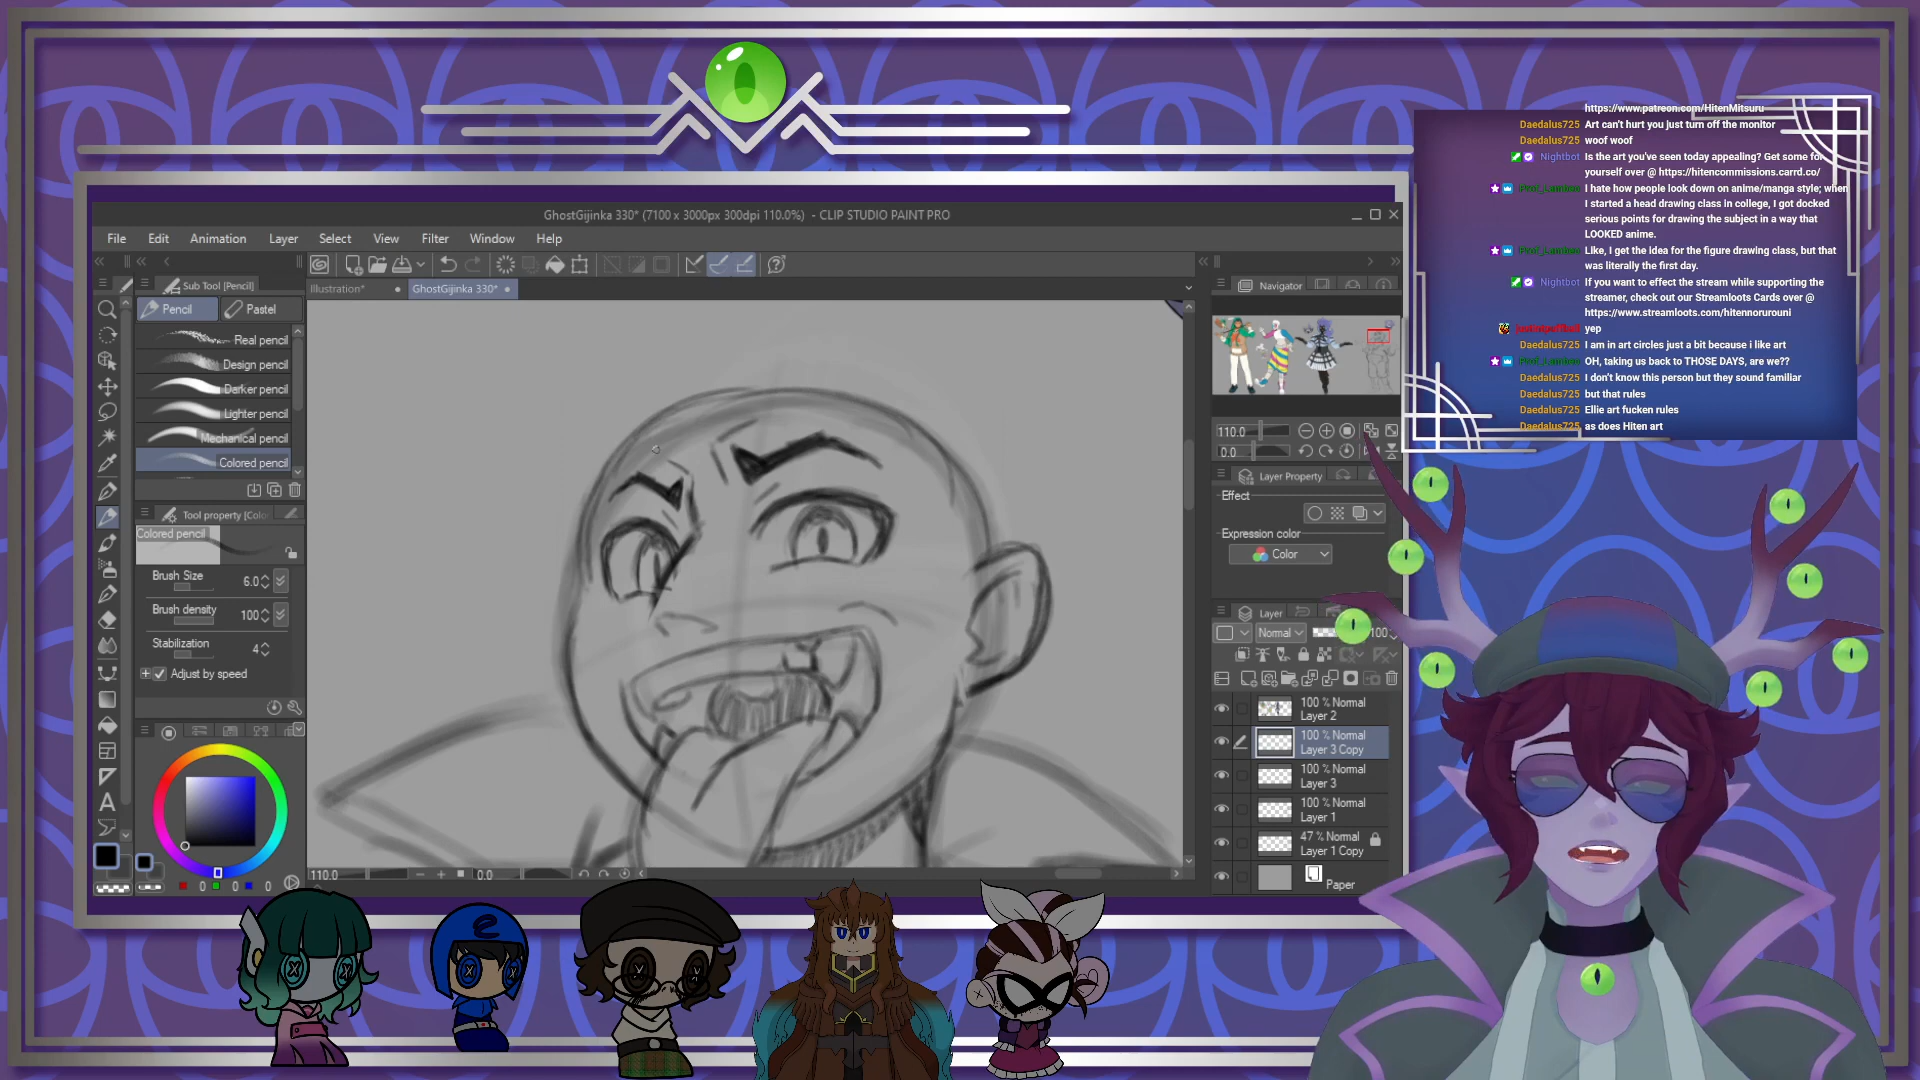 https://www.patreon.com/HitenMitsuru
Daedalus725 Art can't hurt you just turn off the monitor
Daedalus725 woof woof
Nightbot Is the art you've seen today appealing? Get some for
yourself over @ https://hitencommissions.carrd.co/
I hate how people look down on anime/manga style; when
I started a head drawing class in college, I got docked
serious points for drawing the subject in a way that
LOOKED anime.
Like, I get the idea for the figure drawing class, but that
was literally the first day.
Nightbot If you want to effect the stream while supporting the
streamer, check out our Streamloots Cards over @
https://www.streamloots.com/hitennorurouni
yep
Daedalus725 I am in art circles just a bit because i like art
OH, taking us back to THOSE DAYS, are we??
Daedalus725 I don't know this person but they sound familiar
Daedalus725 but that rules
Daedalus725 Ellie art fucken rules
Daedalus725 as does Hiten art
GhostGijinka 330* (7100 x 3000px 300dpi 110.0%) - CLIP STUDIO PAINT PRO
File Edit Animation Layer Select View Filter Window Help
Sub Tool [Pencil]
Illustration* GhostGijinka 330*
Navigator
Pencil Pastel
Real pencil
Design pencil
Darker pencil
Lighter pencil
Mechanical pencil
Colored pencil
Tool property [Colo
Colored pencil
Brush Size 6.0
Brush density 100
Stabilization 4
Adjust by speed
0 0 0
110.0 0.0
110.0
0.0
Layer Property
Effect
Expression color
Color
Layer
Normal 100
100 % Normal
Layer 2
100 % Normal
Layer 3 Copy
100 % Normal
Layer 3
100 % Normal
Layer 1
47 % Normal
Layer 1 Copy
Paper
e